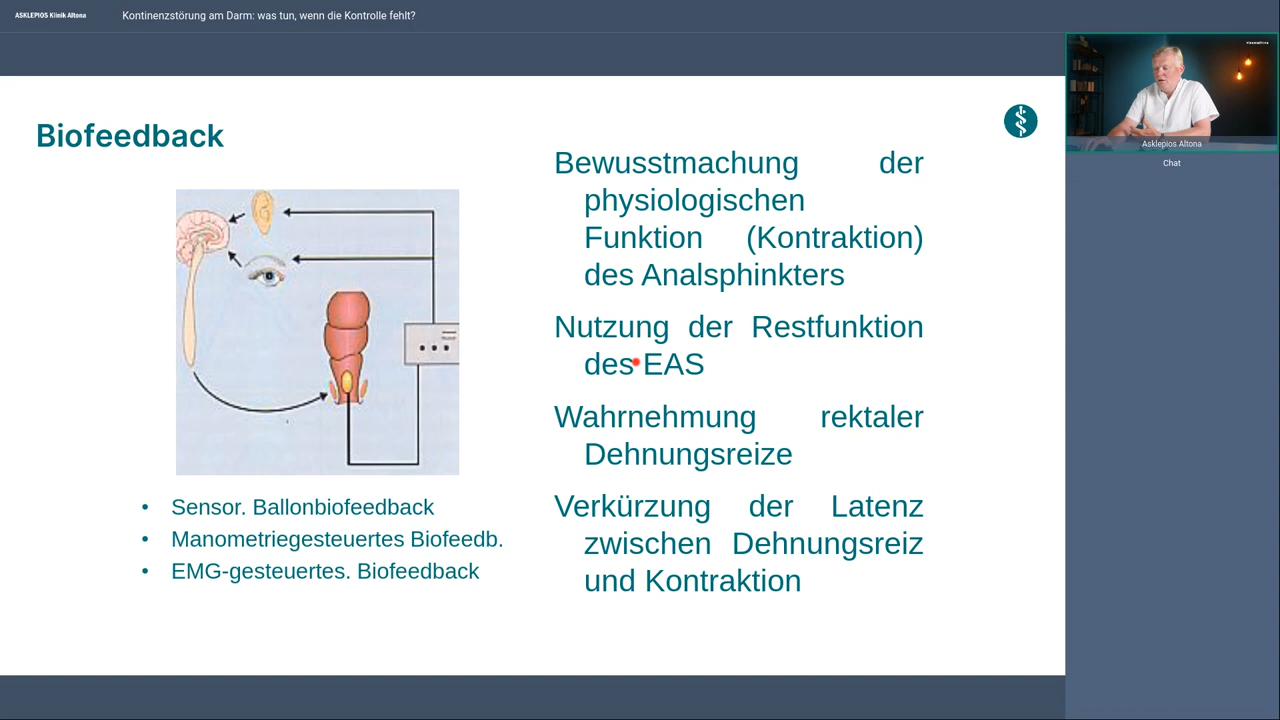 ASKLEPIOS Klinik Altona
Kontinenzstörung am Darm: was tun, wenn die Kontrolle fehlt?
Biofeedback
Bewusstmachung der
physiologischen
Funktion (Kontraktion)
des Analsphinkters
Nutzung der Restfunktion
des EAS
Wahrnehmung rektaler
Dehnungsreize
Verkürzung der Latenz
zwischen Dehnungsreiz
und Kontraktion
• Sensor. Ballonbiofeedback
• Manometriegesteuertes Biofeedb.
• EMG-gesteuertes. Biofeedback
Asklepios Altona
Chat